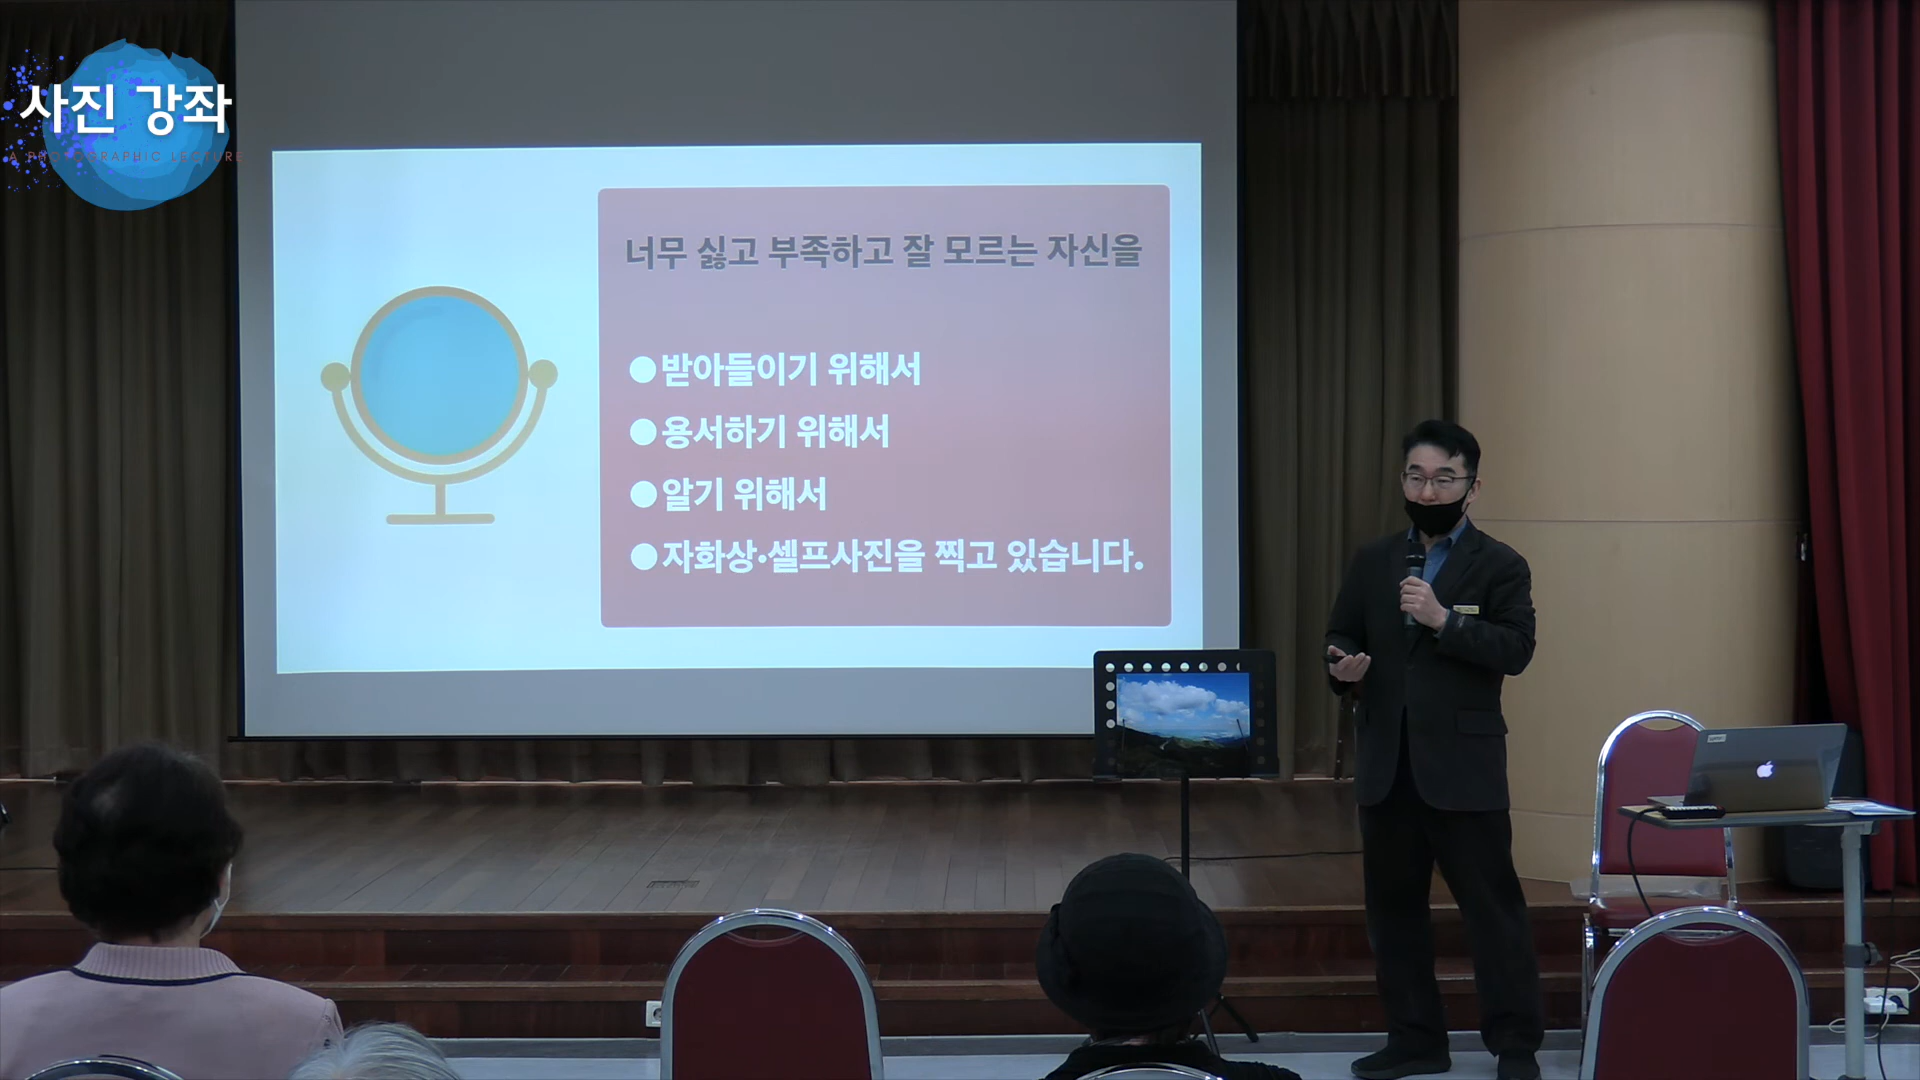 사진 강좌
A PHOTOGRAPHIC LECTURE
너무 싫고 부족하고 잘 모르는 자신을
●받아들이기 위해서
●용서하기 위해서
●알기 위해서
●자화상·셀프사진을 찍고 있습니다.